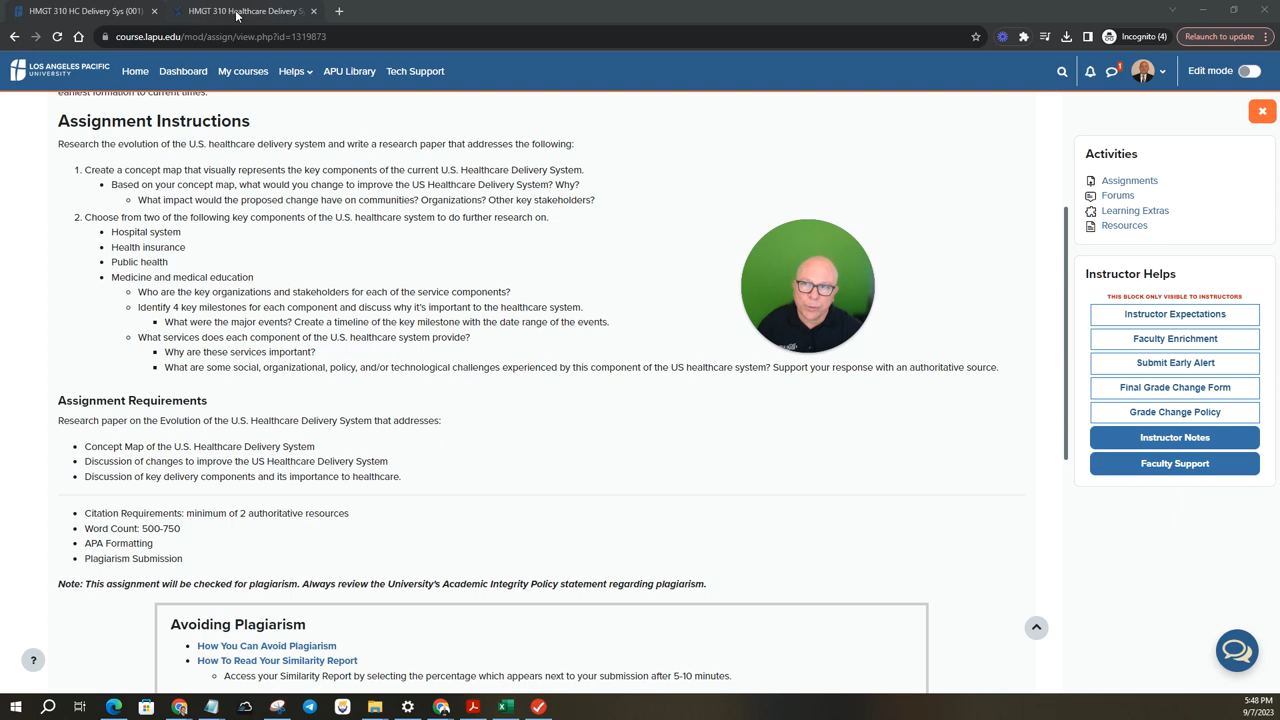 HMGT 310 HC Delivery Sys (001)
HMGT 310 Healthcare Delivery S
course.lapu.edu/mod/assign/view.php?id=1319873
Incognito (4)
Relaunch to update
LOS ANGELES PACIFIC
UNIVERSITY
Home
Dashboard
My courses
Helps
APU Library
Tech Support
1
Edit mode
earliest formation to current times.
Assignment Instructions
Research the evolution of the U.S. healthcare delivery system and write a research paper that addresses the following:
1. Create a concept map that visually represents the key components of the current U.S. Healthcare Delivery System.
Based on your concept map, what would you change to improve the US Healthcare Delivery System? Why?
What impact would the proposed change have on communities? Organizations? Other key stakeholders?
2. Choose from two of the following key components of the U.S. healthcare system to do further research on.
Hospital system
Health insurance
Public health
Medicine and medical education
Who are the key organizations and stakeholders for each of the service components?
Identify 4 key milestones for each component and discuss why it's important to the healthcare system.
What were the major events? Create a timeline of the key milestone with the date range of the events.
What services does each component of the U.S. healthcare system provide?
Why are these services important?
What are some social, organizational, policy, and/or technological challenges experienced by this component of the US healthcare system? Support your response with an authoritative source.
Assignment Requirements
Research paper on the Evolution of the U.S. Healthcare Delivery System that addresses:
Concept Map of the U.S. Healthcare Delivery System
Discussion of changes to improve the US Healthcare Delivery System
Discussion of key delivery components and its importance to healthcare.
Citation Requirements: minimum of 2 authoritative resources
Word Count: 500-750
APA Formatting
Plagiarism Submission
Note: This assignment will be checked for plagiarism. Always review the University's Academic Integrity Policy statement regarding plagiarism.
Avoiding Plagiarism
How You Can Avoid Plagiarism
How To Read Your Similarity Report
Access your Similarity Report by selecting the percentage which appears next to your submission after 5-10 minutes.
Activities
Assignments
Forums
Learning Extras
Resources
Instructor Helps
THIS BLOCK ONLY VISIBLE TO INSTRUCTORS
Instructor Expectations
Faculty Enrichment
Submit Early Alert
Final Grade Change Form
Grade Change Policy
Instructor Notes
Faculty Support
?
5:48 PM
9/7/2023